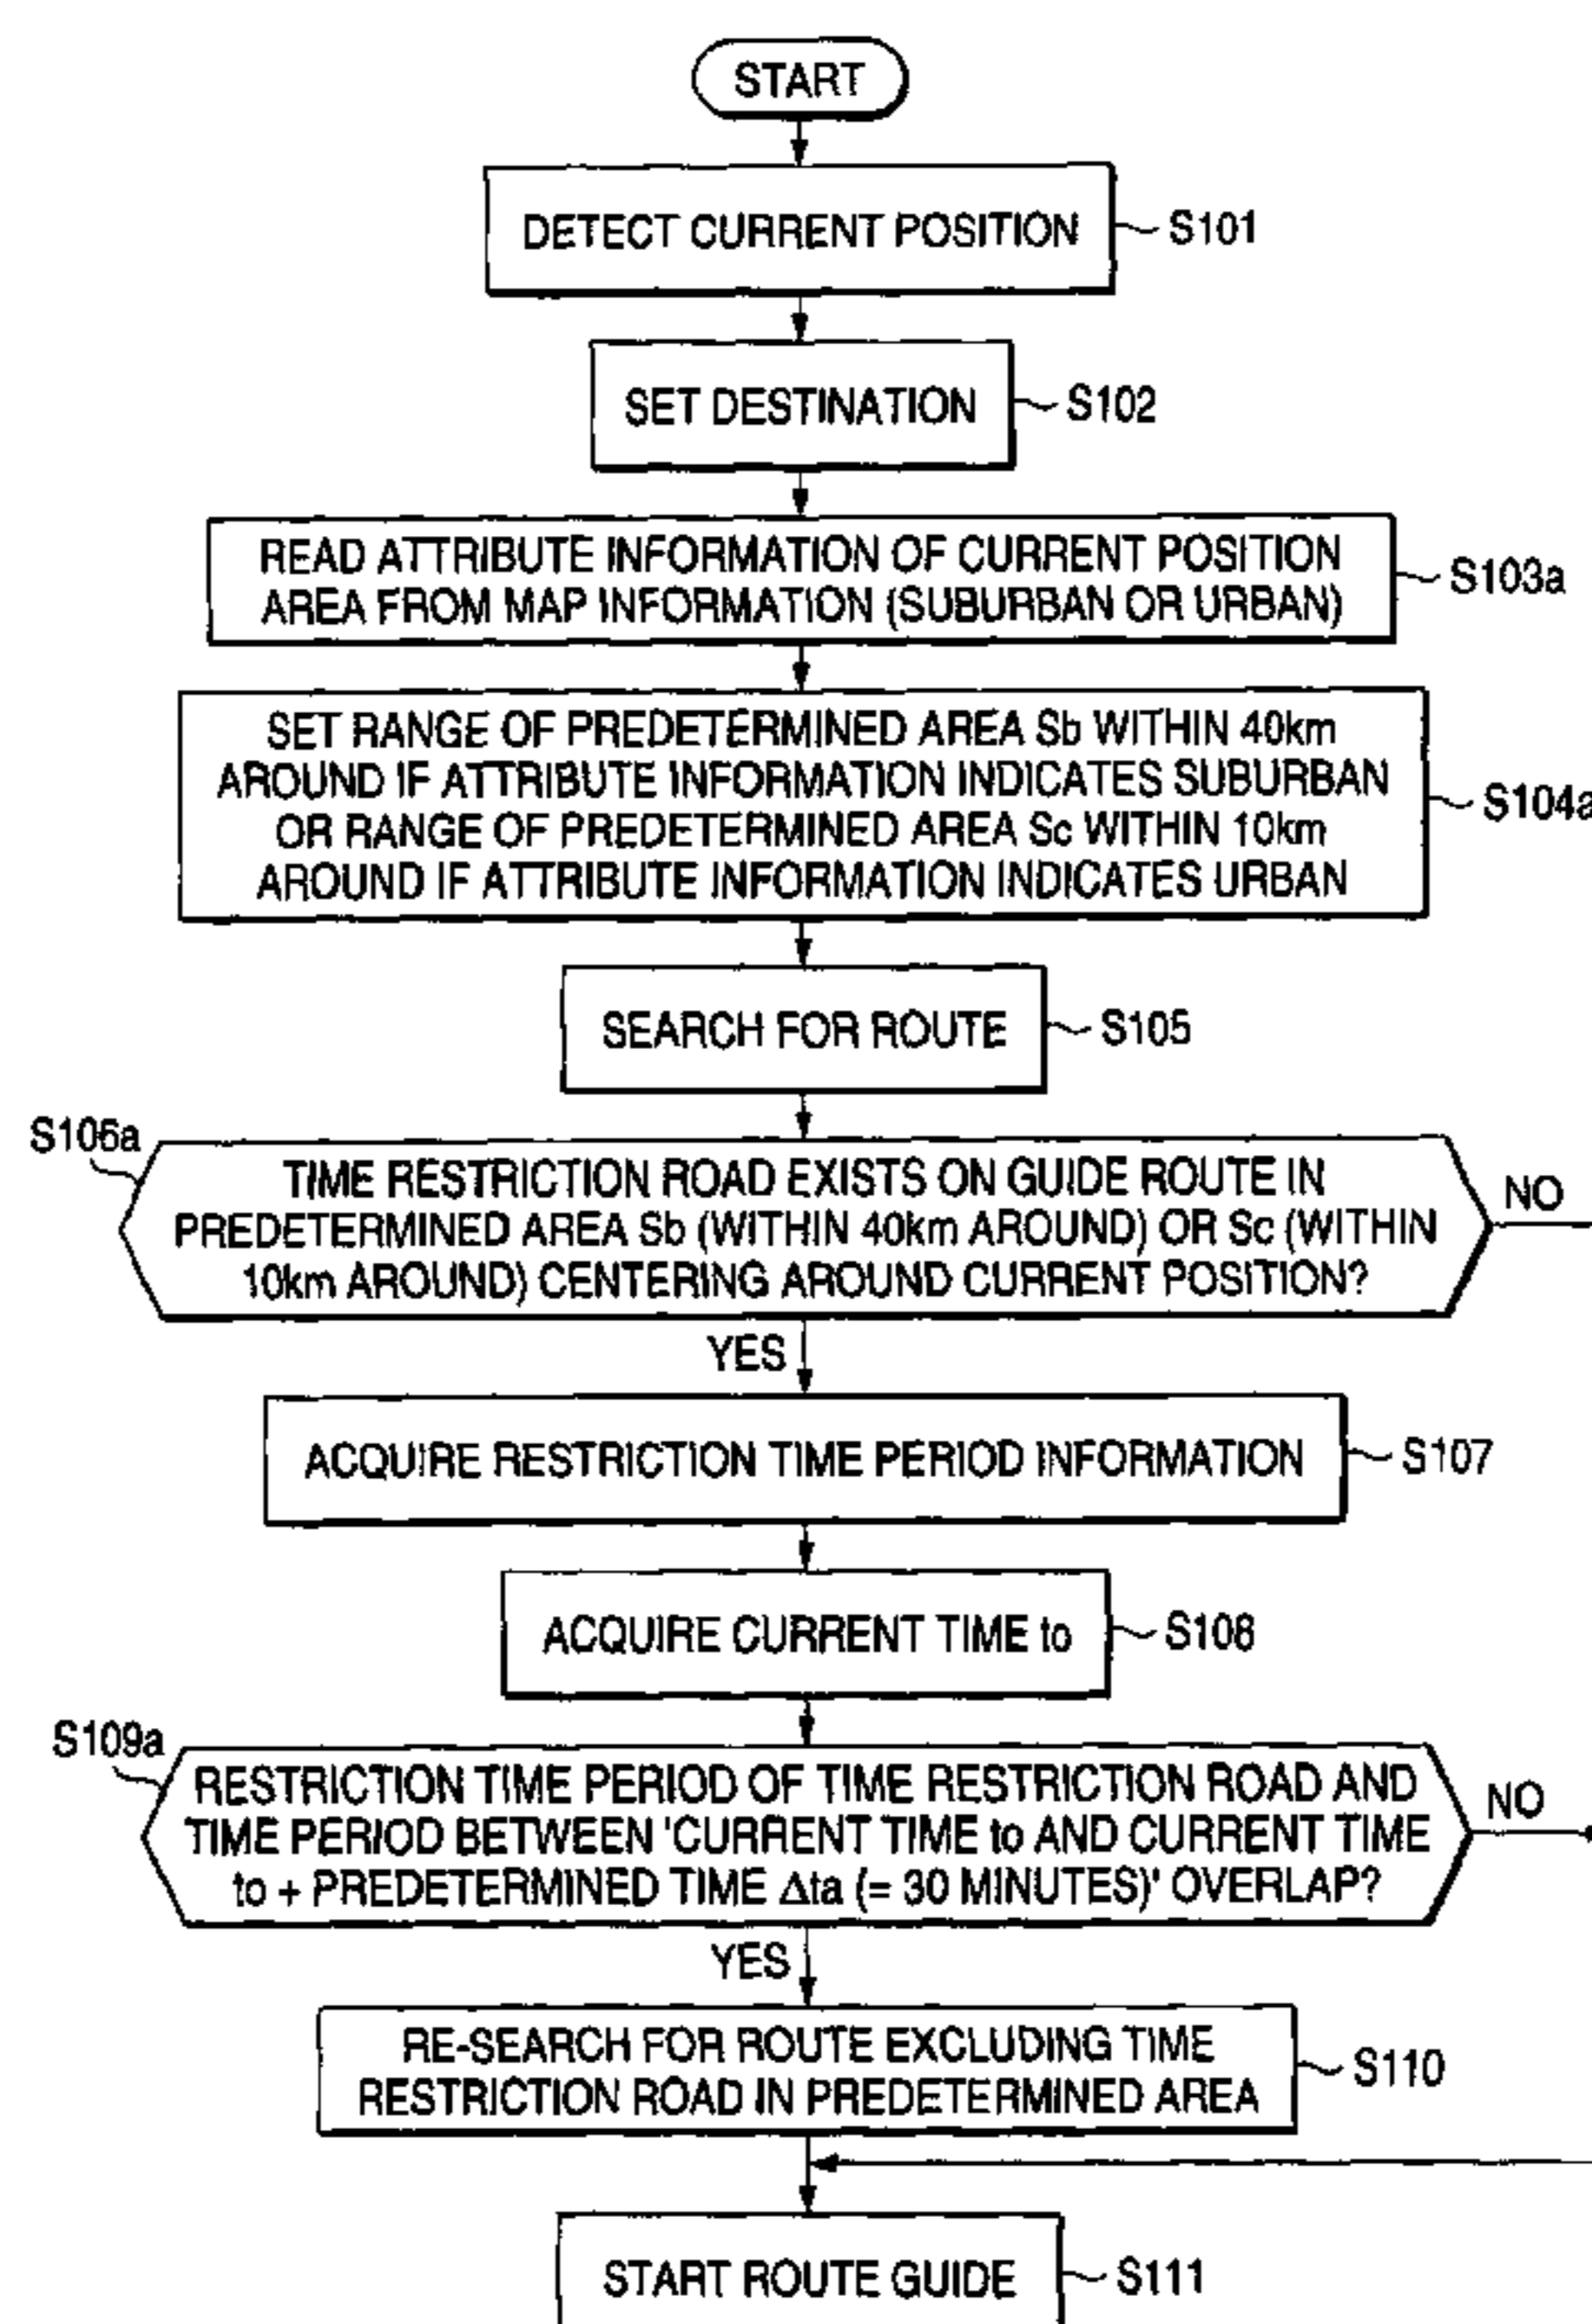 START
DETECT CURRENT POSITION
S101
SET DESTINATION
S102
READ ATTRIBUTE INFORMATION OF CURRENT POSITION
AREA FROM MAP INFORMATION (SUBURBAN OR URBAN)
S103a
SET RANGE OF PREDETERMINED AREA Sb WITHIN 40km
AROUND IF ATTRIBUTE INFORMATION INDICATES SUBURBAN
OR RANGE OF PREDETERMINED AREA Sc WITHIN 10km
AROUND IF ATTRIBUTE INFORMATION INDICATES URBAN
S104a
SEARCH FOR ROUTE
S105
S106a
TIME RESTRICTION ROAD EXISTS ON GUIDE ROUTE IN
PREDETERMINED AREA Sb (WITHIN 40km AROUND) OR Sc (WITHIN
10km AROUND) CENTERING AROUND CURRENT POSITION?
NO
YES
ACQUIRE RESTRICTION TIME PERIOD INFORMATION
S107
ACQUIRE CURRENT TIME to
S108
S109a
RESTRICTION TIME PERIOD OF TIME RESTRICTION ROAD AND
TIME PERIOD BETWEEN 'CURRENT TIME to AND CURRENT TIME
to + PREDETERMINED TIME Δta (= 30 MINUTES)' OVERLAP?
NO
YES
RE-SEARCH FOR ROUTE EXCLUDING TIME
RESTRICTION ROAD IN PREDETERMINED AREA
S110
START ROUTE GUIDE
S111